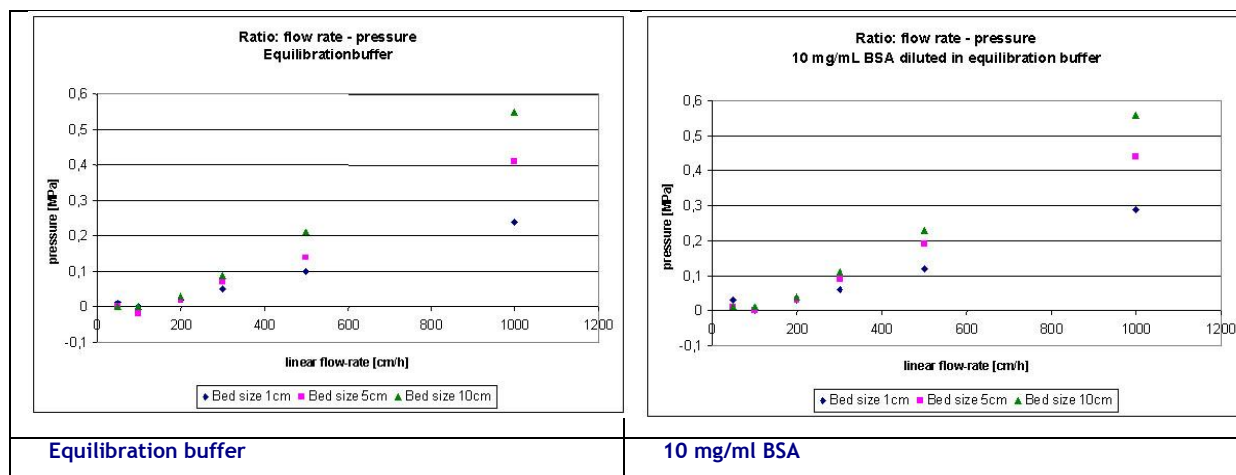 Ratio: flow rate - pressure
Equilibrationbuffer
0,6
0,5
0,4
0,3
0,2
0,1
0
-0,1
0 200 400 600 800 1000 1200
pressure [MPa]
linear flow-rate [cm/h]
Bed size 1cm Bed size 5cm Bed size 10cm
Ratio: flow rate - pressure
10 mg/mL BSA diluted in equilibration buffer
0,6
0,5
0,4
0,3
0,2
0,1
0
-0,1
0 200 400 600 800 1000 1200
pressure [MPa]
linear flow-rate [cm/h]
Bed size 1cm Bed size 5cm Bed size 10cm
Equilibration buffer
10 mg/ml BSA